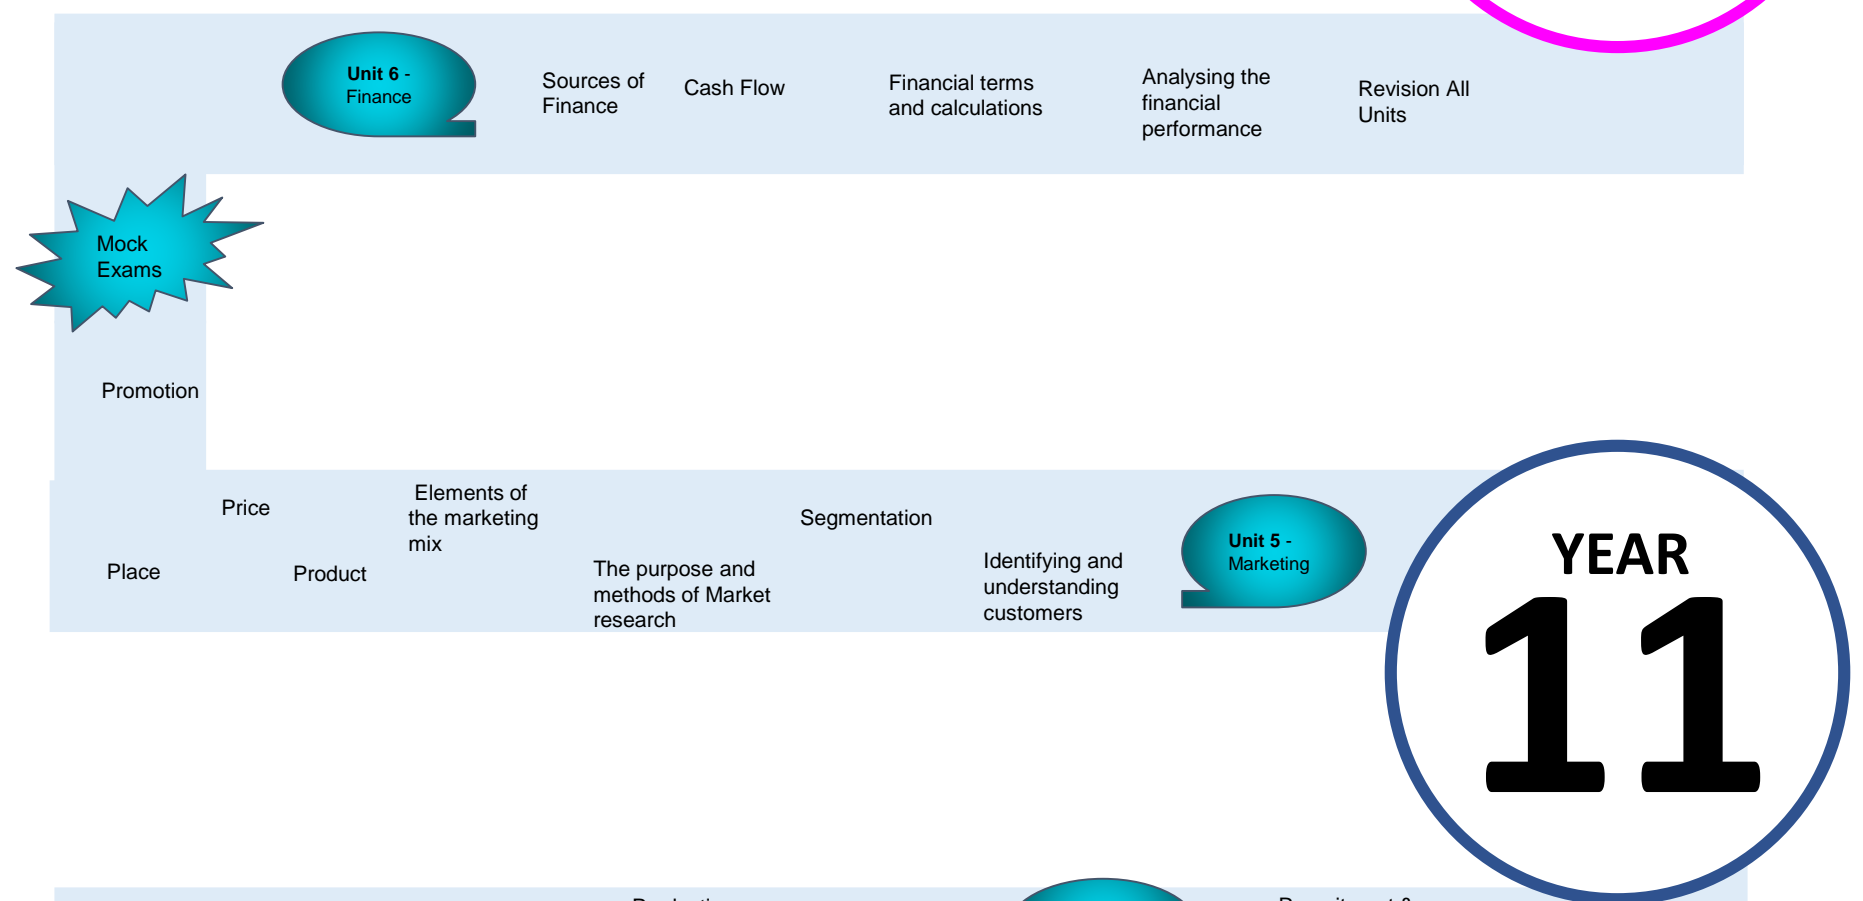 Unit 6 -
Finance
Sources of
Finance
Cash Flow
Financial terms
and calculations
Analysing the
financial
performance
Revision All
Units
Mock
Exams
Promotion
Price
Place
Product
Elements of
the marketing
mix
The purpose and
methods of Market
research
Segmentation
Identifying and
understanding
customers
Unit 5 -
Marketing
YEAR
11